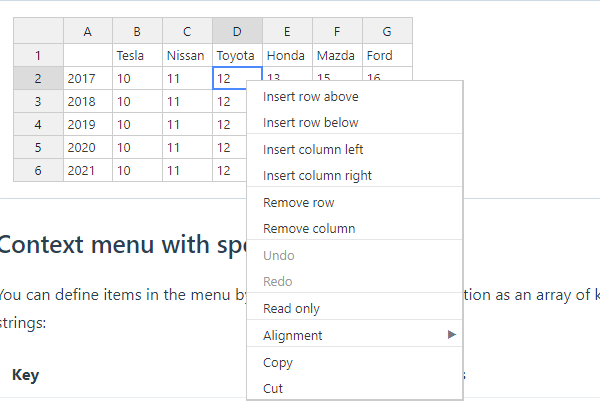 A B C D E F G
1 Tesla Nissan Toyota Honda Mazda Ford
2 2017 10 11 12 13 15 16
3 2018 10 11 12
4 2019 10 11 12
5 2020 10 11 12
6 2021 10 11 12
Insert row above
Insert row below
Insert column left
Insert column right
Remove row
Remove column
Undo
Redo
Read only
Alignment
Copy
Cut
Context menu with
You can define items in the menu by tion as an array of
strings:
Key